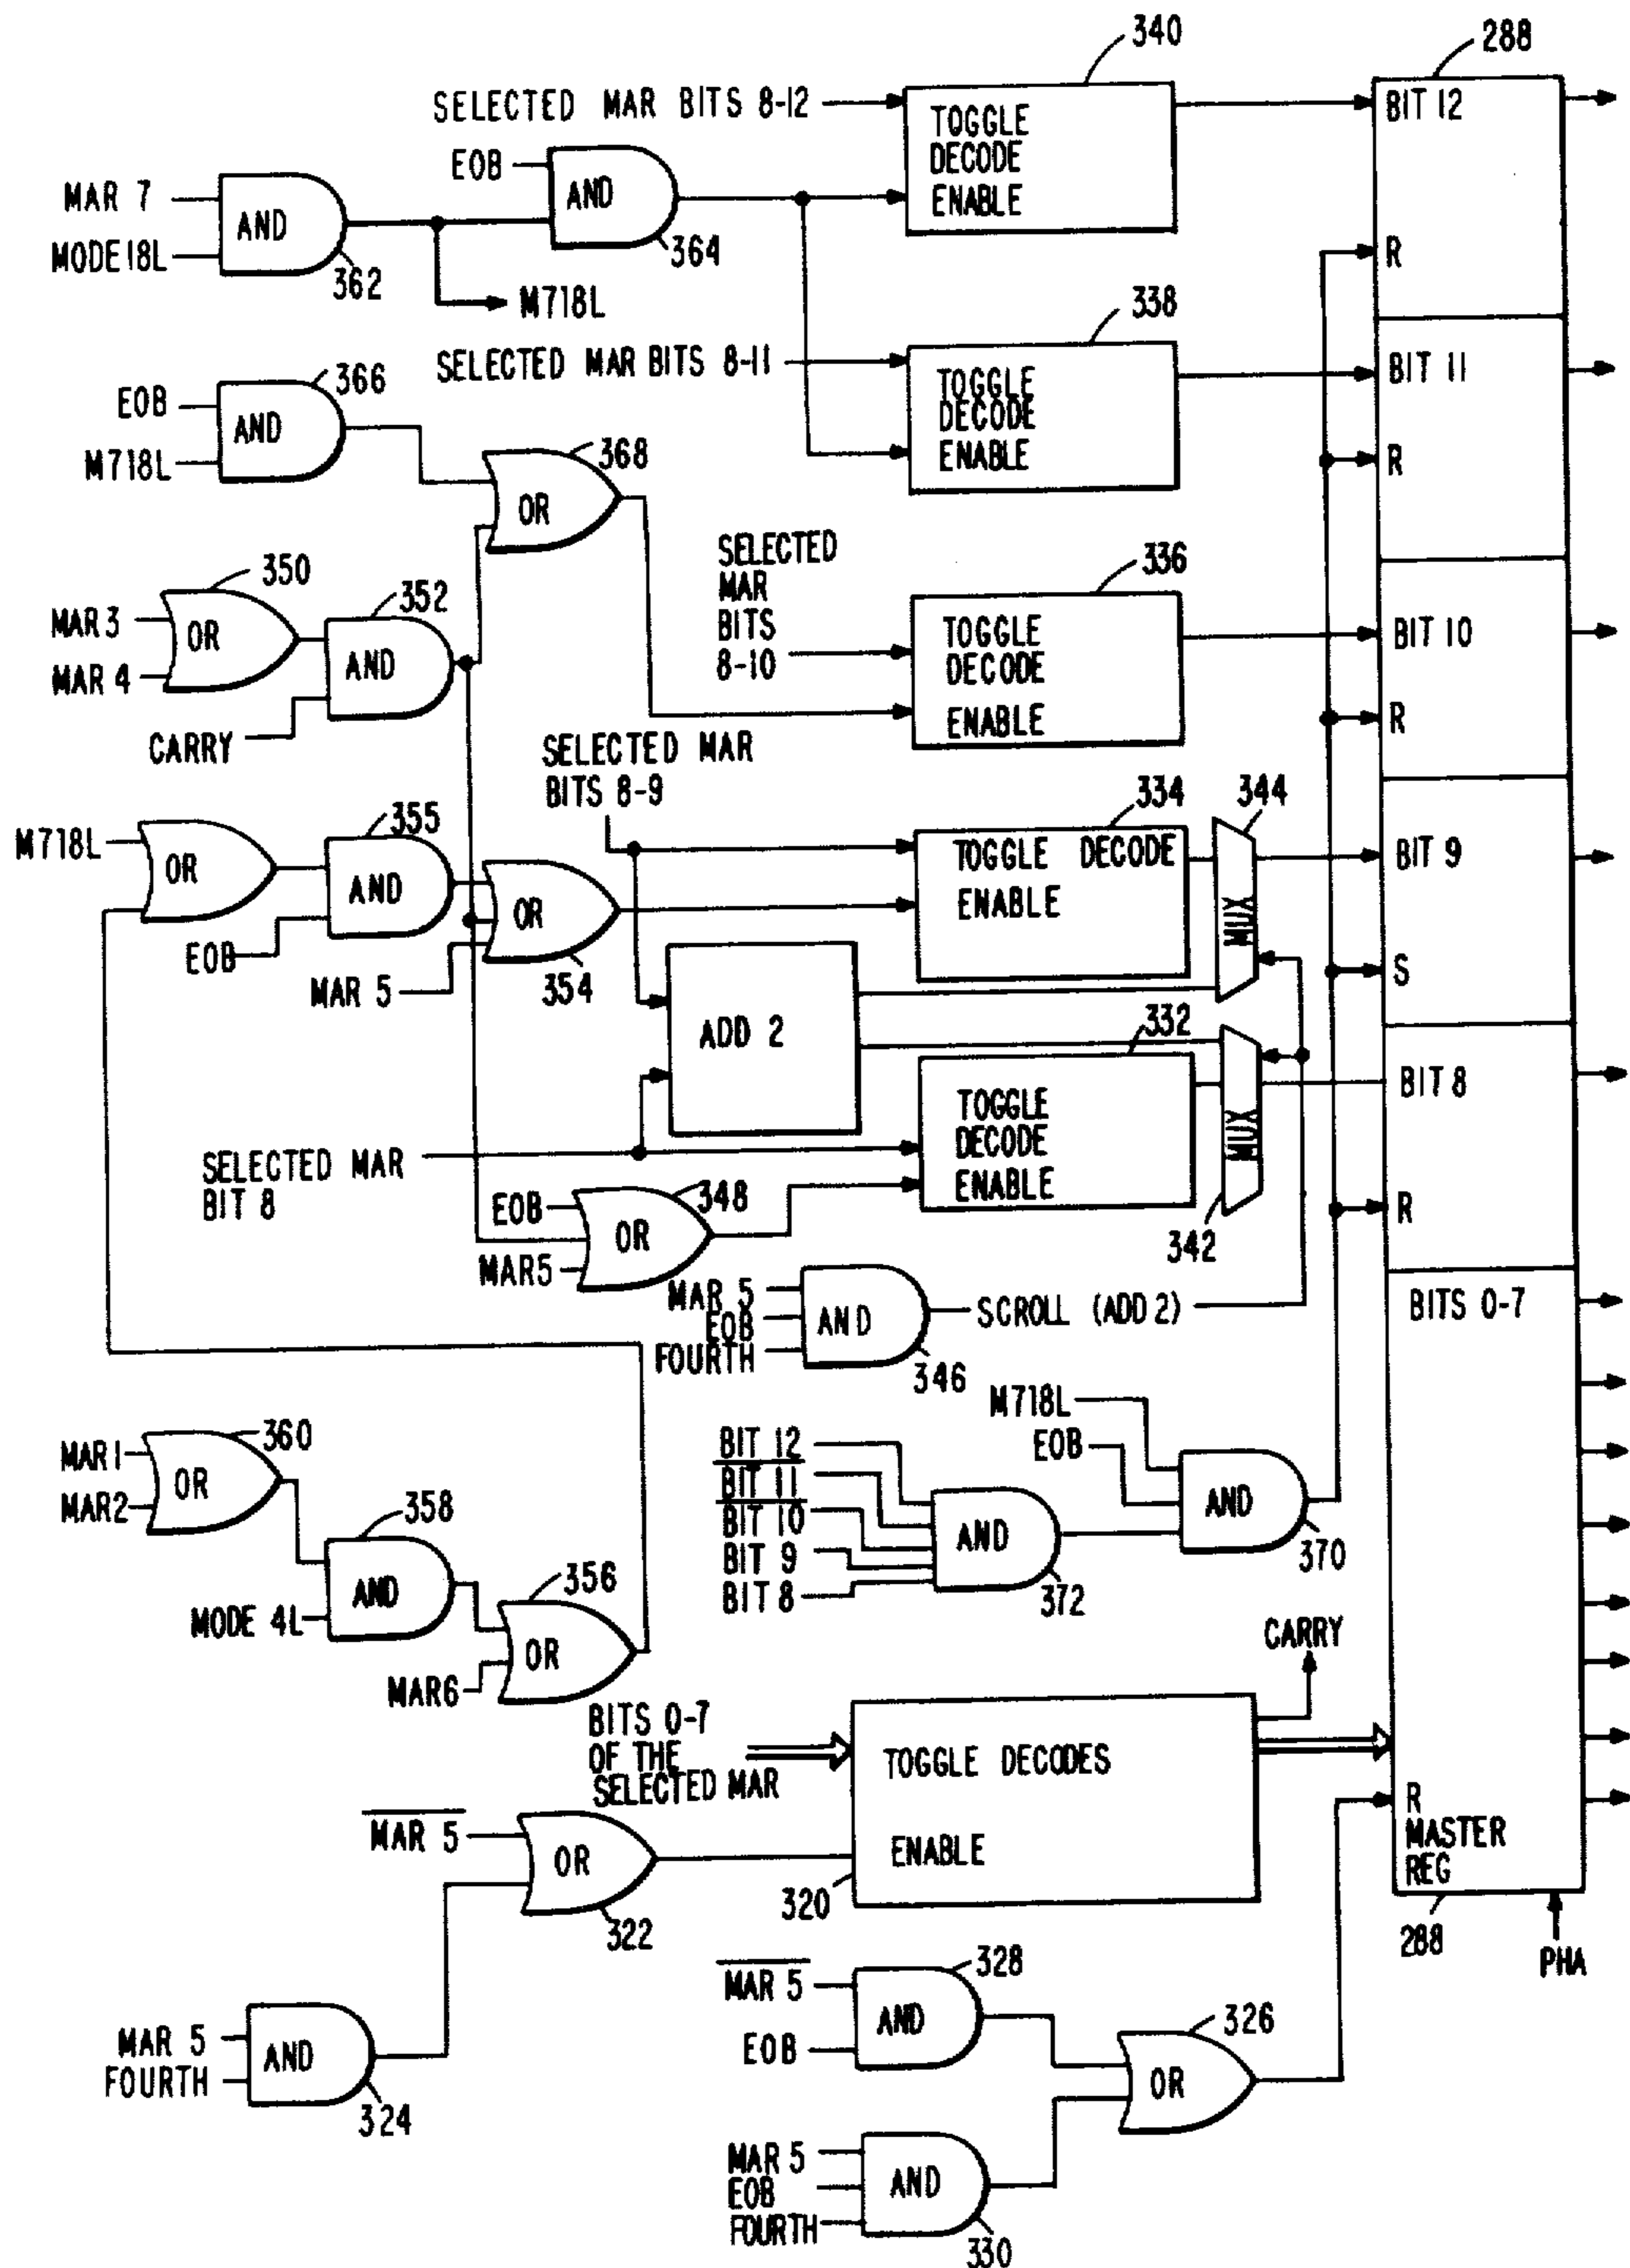 340
288
SELECTED MAR BITS 8-12
TOGGLE
DECODE
ENABLE
BIT 12
EOB
AND
364
MAR 7
MODE 18L
AND
362
M718L
R
338
SELECTED MAR BITS 8-11
TOGGLE
DECODE
ENABLE
BIT 11
R
366
EOB
M718L
AND
368
OR
SELECTED
MAR
BITS
8-10
336
TOGGLE
DECODE
ENABLE
BIT 10
R
350
MAR 3
MAR 4
OR
352
AND
CARRY
SELECTED MAR
BITS 8-9
334
344
TOGGLE DECODE
ENABLE
MUX
BIT 9
S
M718L
OR
355
AND
EOB
OR
MAR 5
354
ADD 2
332
TOGGLE
DECODE
ENABLE
MUX
BIT 8
R
342
SELECTED MAR
BIT 8
EOB
348
OR
MAR5
MAR 5
EOB
FOURTH
AND
346
SCROLL (ADD 2)
BITS 0-7
M718L
EOB
AND
370
BIT 12
B̅I̅T̅ ̅1̅1̅
B̅I̅T̅ ̅1̅0̅
BIT 9
BIT 8
AND
372
MAR1
MAR2
OR
360
358
AND
MODE 4L
356
OR
MAR6
CARRY
BITS 0-7
OF THE
SELECTED MAR
TOGGLE DECODES
ENABLE
320
R
MASTER
REG
288
PHA
M̅A̅R̅ ̅5̅
OR
322
MAR 5
FOURTH
AND
324
M̅A̅R̅ ̅5̅
EOB
AND
328
326
OR
MAR 5
EOB
FOURTH
AND
330